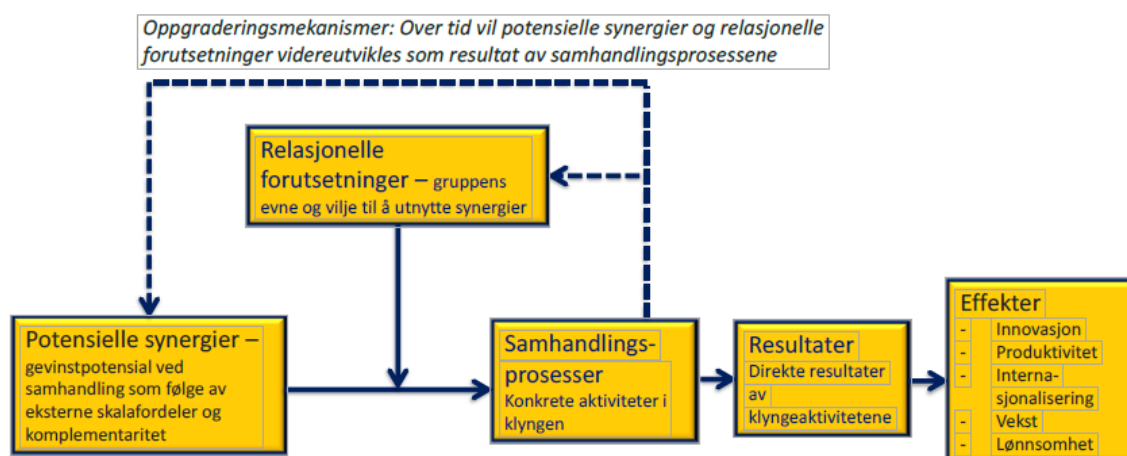 Oppgraderingsmekanismer: Over tid vil potensielle synergier og relasjonelle
forutsetninger videreutvikles som resultat av samhandlingsprosessene
Relasjonelle
forutsetninger – gruppens
evne og vilje til å utnytte synergier
Potensielle synergier –
gevinstpotensial ved
samhandling som følge av
eksterne skalafordeler og
komplementaritet
Samhandlings-
prosesser
Konkrete aktiviteter i
klyngen
Resultater
Direkte resultater
av
klyngeaktivitetene
Effekter
- Innovasjon
- Produktivitet
- Interna-
sjonalisering
- Vekst
- Lønnsomhet